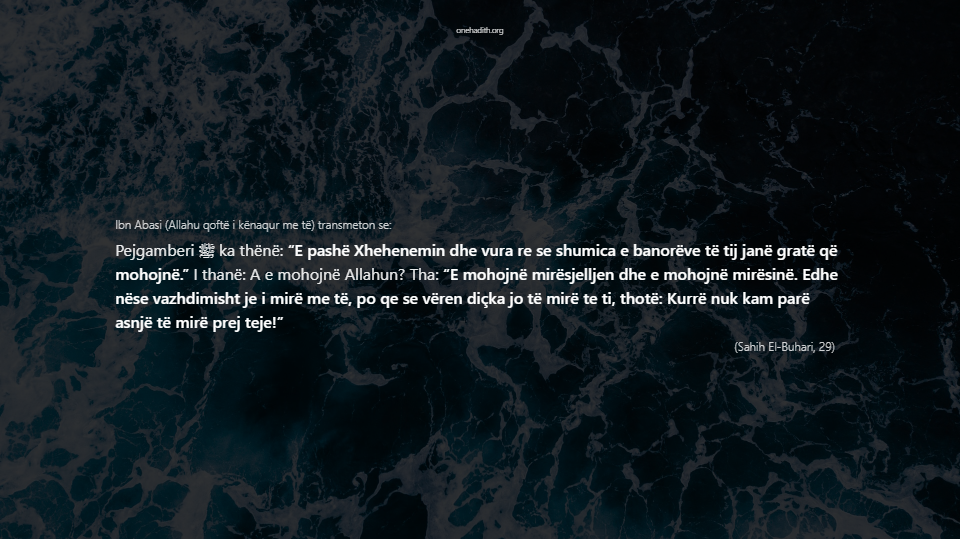 onehadith.org
Ibn Abasi (Allahu qoftë i kënaqur me të) transmeton se:
Pejgamberi ﷺ ka thënë: “E pashë Xhehenemin dhe vura re se shumica e banorëve të tij janë gratë që
mohojnë.” I thanë: A e mohojnë Allahun? Tha: “E mohojnë mirësjelljen dhe e mohojnë mirësinë. Edhe
nëse vazhdimisht je i mirë me të, po qe se vëren diçka jo të mirë te ti, thotë: Kurrë nuk kam parë
asnjë të mirë prej teje!”
(Sahih El-Buhari, 29)